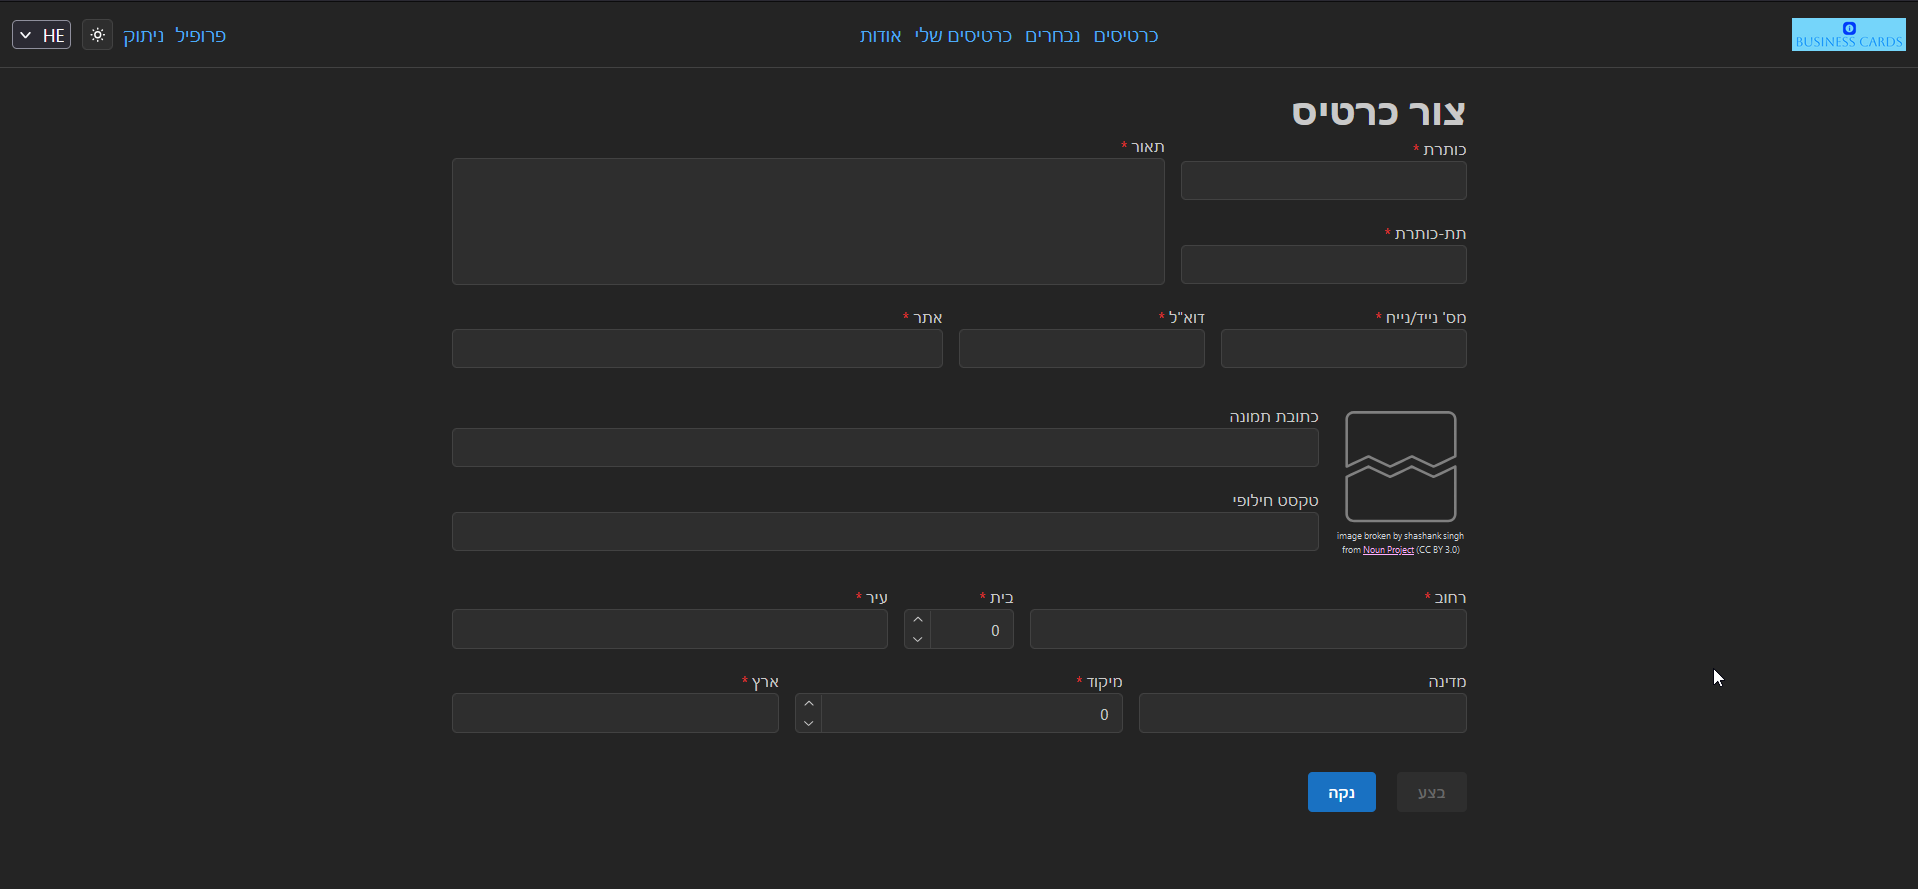 BUSINESS CARDS
כרטיסים נבחרים כרטיסים שלי אודות
פרופיל ניתוק
HE
צור כרטיס
כותרת *
תאור *
תת-כותרת *
מס' נייד/נייח *
דוא"ל *
אתר *
כתובת תמונה
טקסט חילופי
image broken by shashank singh
from Noun Project (CC BY 3.0)
רחוב *
בית *
עיר *
0
מדינה
מיקוד *
ארץ *
0
בצע
נקה